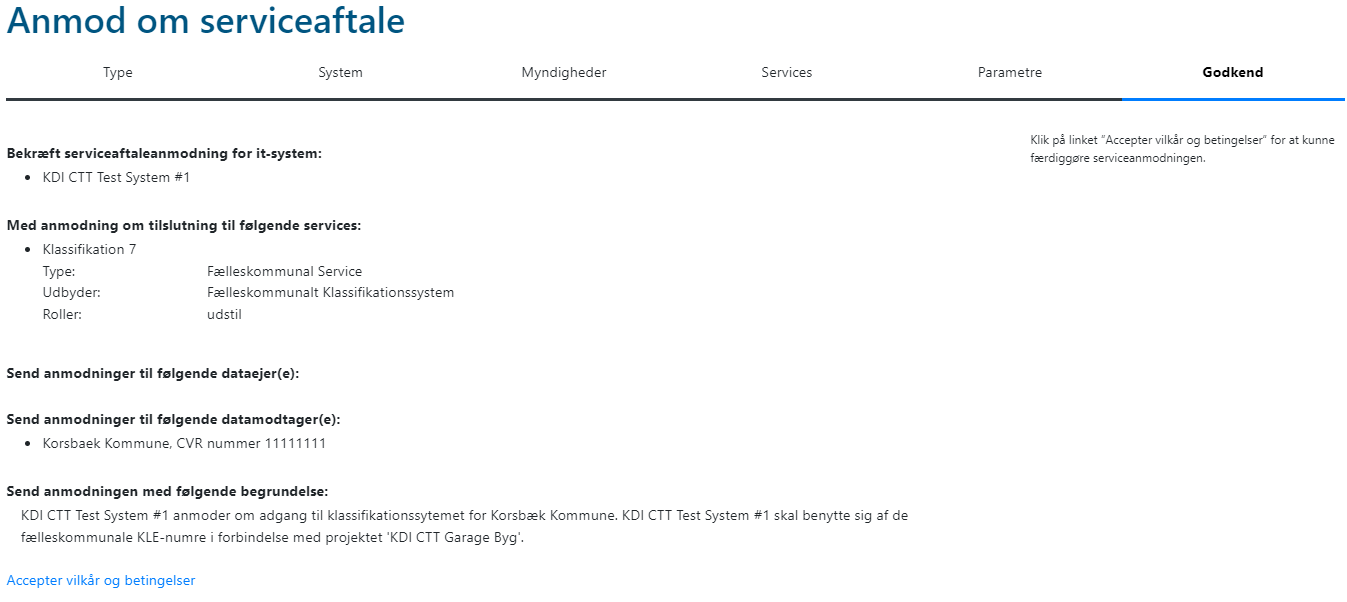 Anmod om serviceaftale
Type System Myndigheder Services Parametre Godkend
Klik på linket "Accepter vilkår og betingelser" for at kunne
færdiggøre serviceanmodningen.
Bekræft serviceaftaleanmodning for it-system:
• KDI CTT Test System #1
Med anmodning om tilslutning til følgende services:
• Klassifikation 7
Type: Fælleskommunal Service
Udbyder: Fælleskommunalt Klassifikationssystem
Roller: udstil
Send anmodninger til følgende dataejer(e):
Send anmodninger til følgende datamodtager(e):
• Korsbaek Kommune, CVR nummer 11111111
Send anmodningen med følgende begrundelse:
KDI CTT Test System #1 anmoder om adgang til klassifikationssytemet for Korsbæk Kommune. KDI CTT Test System #1 skal benytte sig af de
fælleskommunale KLE-numre i forbindelse med projektet 'KDI CTT Garage Byg'.
Accepter vilkår og betingelser